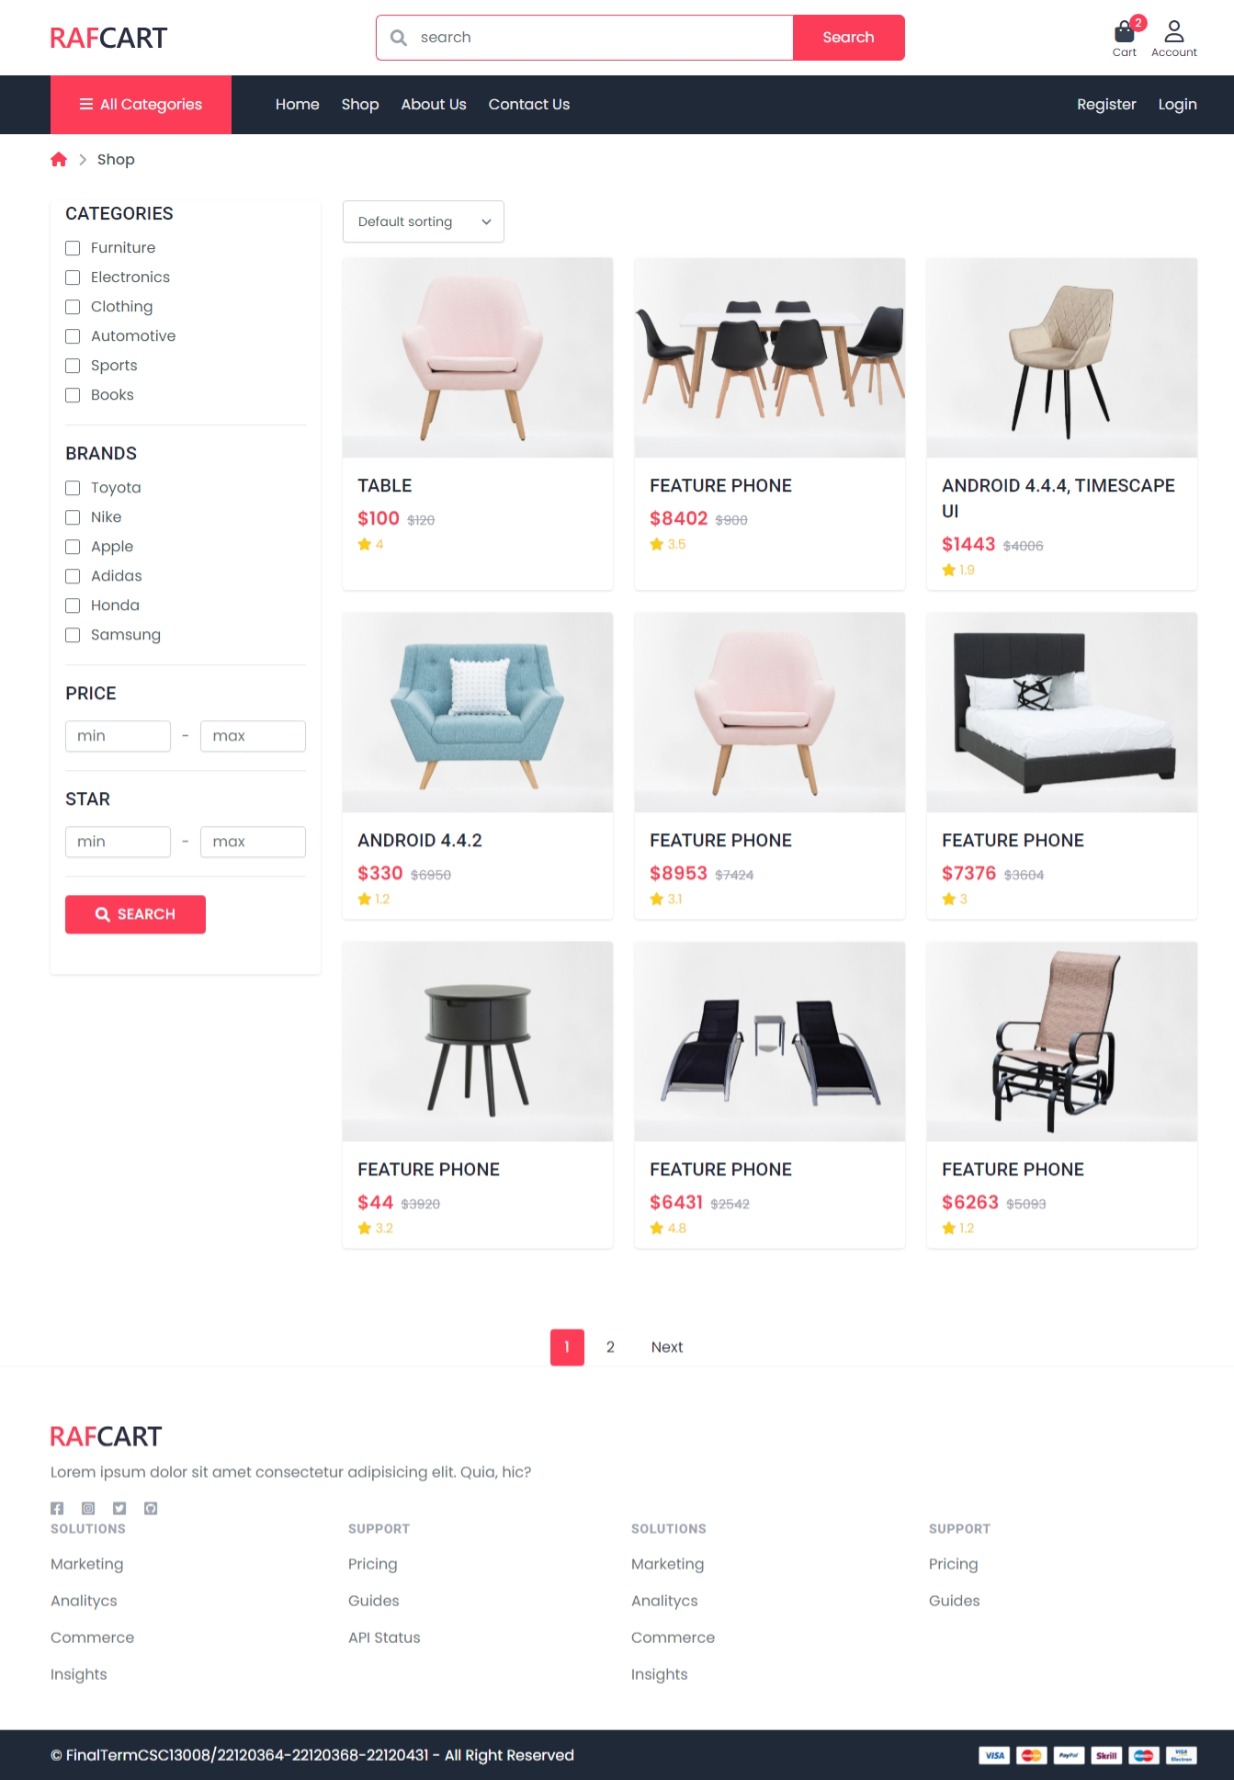 RAFCART
search
Search
2
Cart
Account
All Categories
Home
Shop
About Us
Contact Us
Register
Login
Shop
CATEGORIES
Furniture
Electronics
Clothing
Automotive
Sports
Books
BRANDS
Toyota
Nike
Apple
Adidas
Honda
Samsung
PRICE
min - max
STAR
min - max
SEARCH
Default sorting
TABLE
$100 $120
4
FEATURE PHONE
$8402 $900
3.5
ANDROID 4.4.4, TIMESCAPE
UI
$1443 $4006
1.9
ANDROID 4.4.2
$330 $6950
1.2
FEATURE PHONE
$8953 $7424
3.1
FEATURE PHONE
$7376 $3604
3
FEATURE PHONE
$44 $3920
3.2
FEATURE PHONE
$6431 $2542
4.8
FEATURE PHONE
$6263 $5093
1.2
1
2
Next
RAFCART
Lorem ipsum dolor sit amet consectetur adipisicing elit. Quia, hic?
SOLUTIONS
Marketing
Analitycs
Commerce
Insights
SUPPORT
Pricing
Guides
API Status
SOLUTIONS
Marketing
Analitycs
Commerce
Insights
SUPPORT
Pricing
Guides
© FinalTermCSC13008/22120364-22120368-22120431 - All Right Reserved
VISA
PayPal
Skrill
VISA
Electron